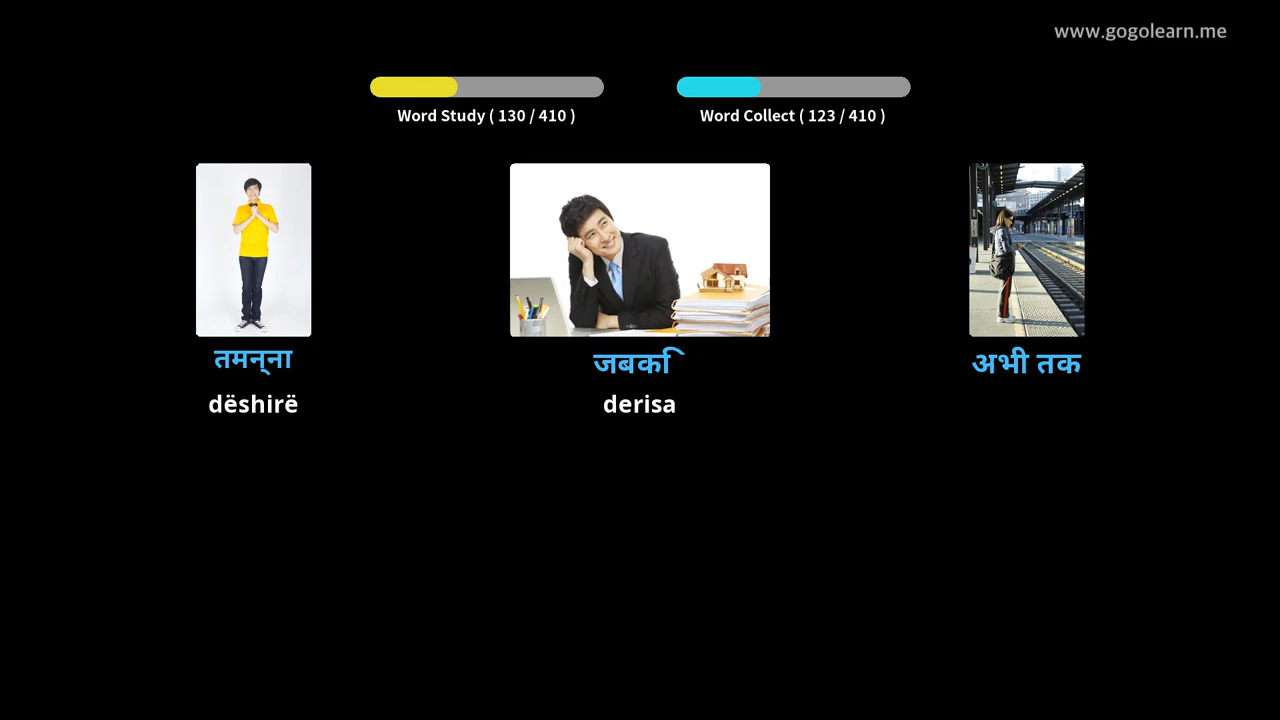 www.gogolearn.me
Word Study ( 130 / 410 )
Word Collect ( 123 / 410 )
तमन्ना
जबकि
अभी तक
dëshirë
derisa